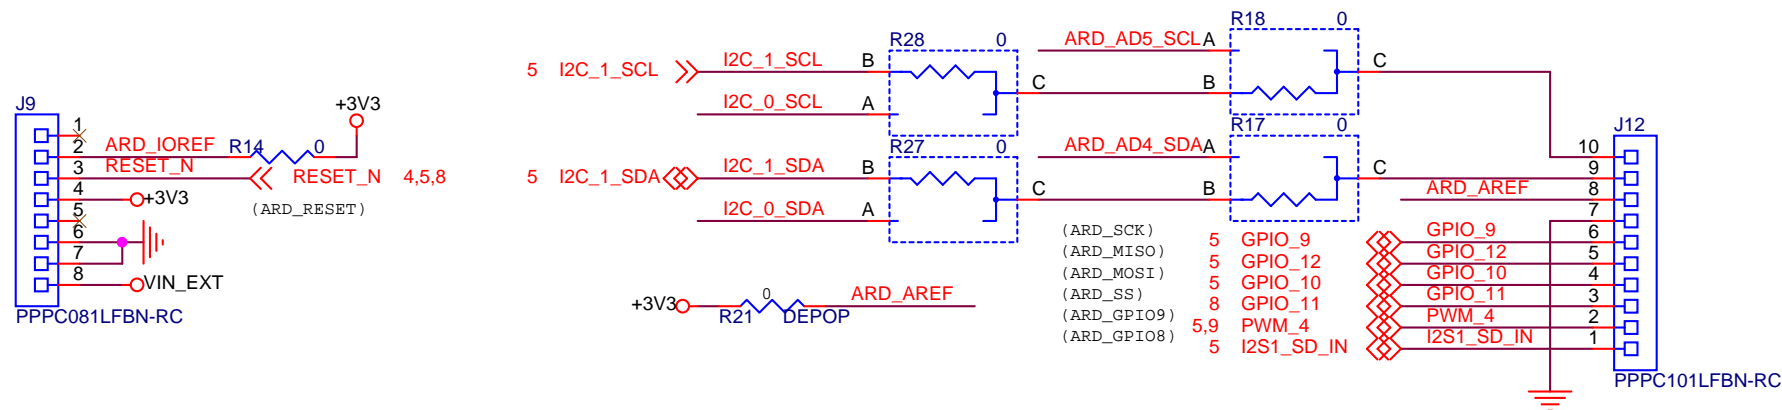 J9
1
2
3
4
5
6
7
8
ARD_IOREF
RESET_N
R14
0
+3V3
RESET_N 4,5,8
(ARD_RESET)
+3V3
VIN_EXT
PPPC081LFBN-RC
5 I2C_1_SCL
I2C_1_SCL
B
I2C_0_SCL
A
R28
0
C
ARD_AD5_SCL
A
B
R18
0
C
5 I2C_1_SDA
I2C_1_SDA
B
I2C_0_SDA
A
R27
0
C
ARD_AD4_SDA
A
B
R17
0
C
+3V3
R21
0
DEPOP
ARD_AREF
(ARD_SCK) 5 GPIO_9
(ARD_MISO) 5 GPIO_12
(ARD_MOSI) 5 GPIO_10
(ARD_SS) 8 GPIO_11
(ARD_GPIO9) 5,9 PWM_4
(ARD_GPIO8) 5 I2S1_SD_IN
J12
10
9
ARD_AREF 8
7
GPIO_9 6
GPIO_12 5
GPIO_10 4
GPIO_11 3
PWM_4 2
I2S1_SD_IN 1
PPPC101LFBN-RC